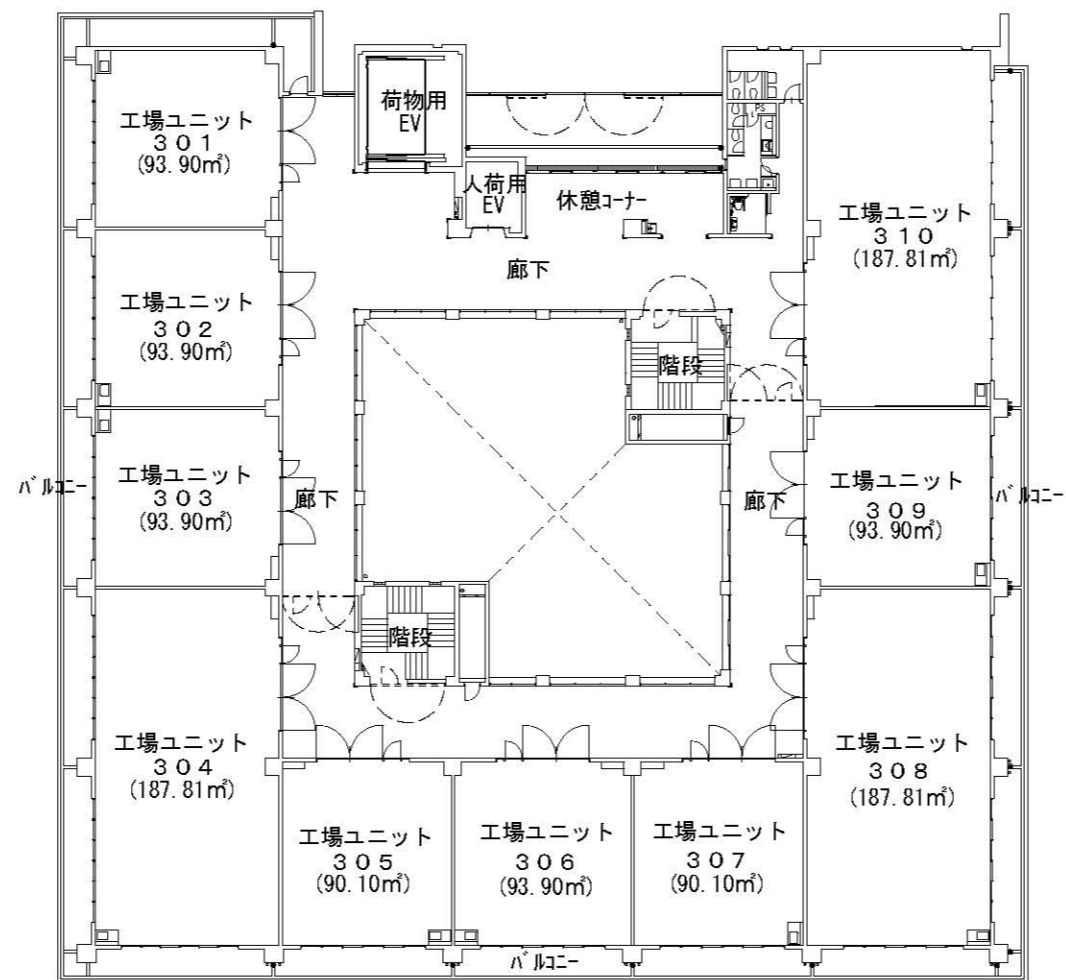 工場ユニット
３０１
(93.90㎡)
荷物用
EV
人荷用
EV
休憩ｺｰﾅｰ
PS
工場ユニット
３１０
(187.81㎡)
廊下
工場ユニット
３０２
(93.90㎡)
階段
ﾊﾞﾙｺﾆｰ
工場ユニット
３０３
(93.90㎡)
廊下
廊下
工場ユニット
３０９
(93.90㎡)
ﾊﾞﾙｺﾆｰ
階段
工場ユニット
３０４
(187.81㎡)
工場ユニット
３０８
(187.81㎡)
工場ユニット
３０５
(90.10㎡)
工場ユニット
３０６
(93.90㎡)
工場ユニット
３０７
(90.10㎡)
ﾊﾞﾙｺﾆｰ